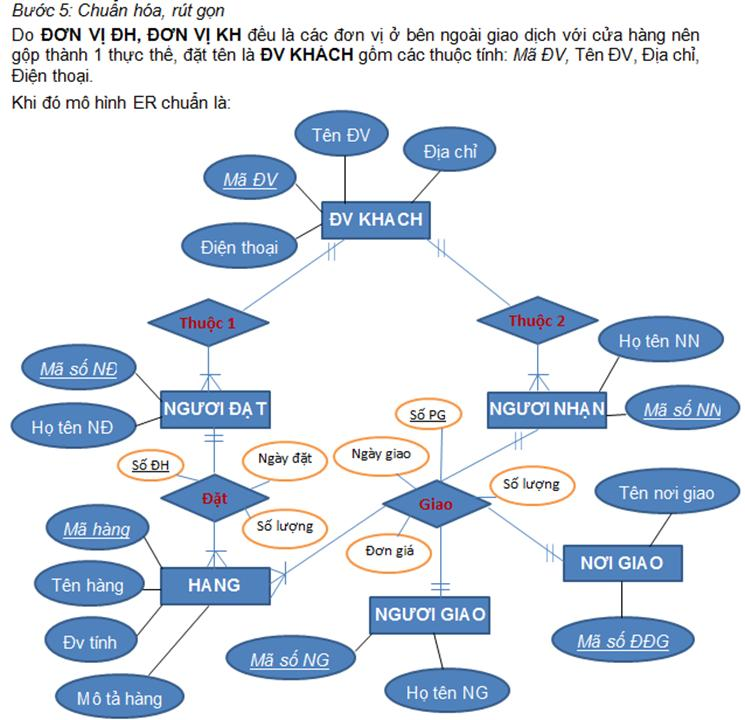 Bước 5: Chuẩn hóa, rút gọn
Do ĐƠN VỊ ĐH, ĐƠN VỊ KH đều là các đơn vị ở bên ngoài giao dịch với cửa hàng nên
gộp thành 1 thực thể, đặt tên là ĐV KHÁCH gồm các thuộc tính: Mã ĐV, Tên ĐV, Địa chỉ,
Điện thoại.
Khi đó mô hình ER chuẩn là:
Tên ĐV
Địa chỉ
Mã ĐV
ĐV KHACH
Điện thoại
Thuộc 1
Thuộc 2
Họ tên NN
Mã số NĐ
NGƯƠI ĐẠT
Số PG
NGƯƠI NHẠN
Mã số NN
Họ tên NĐ
Số ĐH
Ngày đặt
Ngày giao
Số lượng
Tên nơi giao
Đặt
Giao
Mã hàng
Số lượng
Đơn giá
NƠI GIAO
Tên hàng
HANG
NGƯƠI GIAO
Đv tính
Mã số NG
Mã số ĐĐG
Mô tả hàng
Họ tên NG